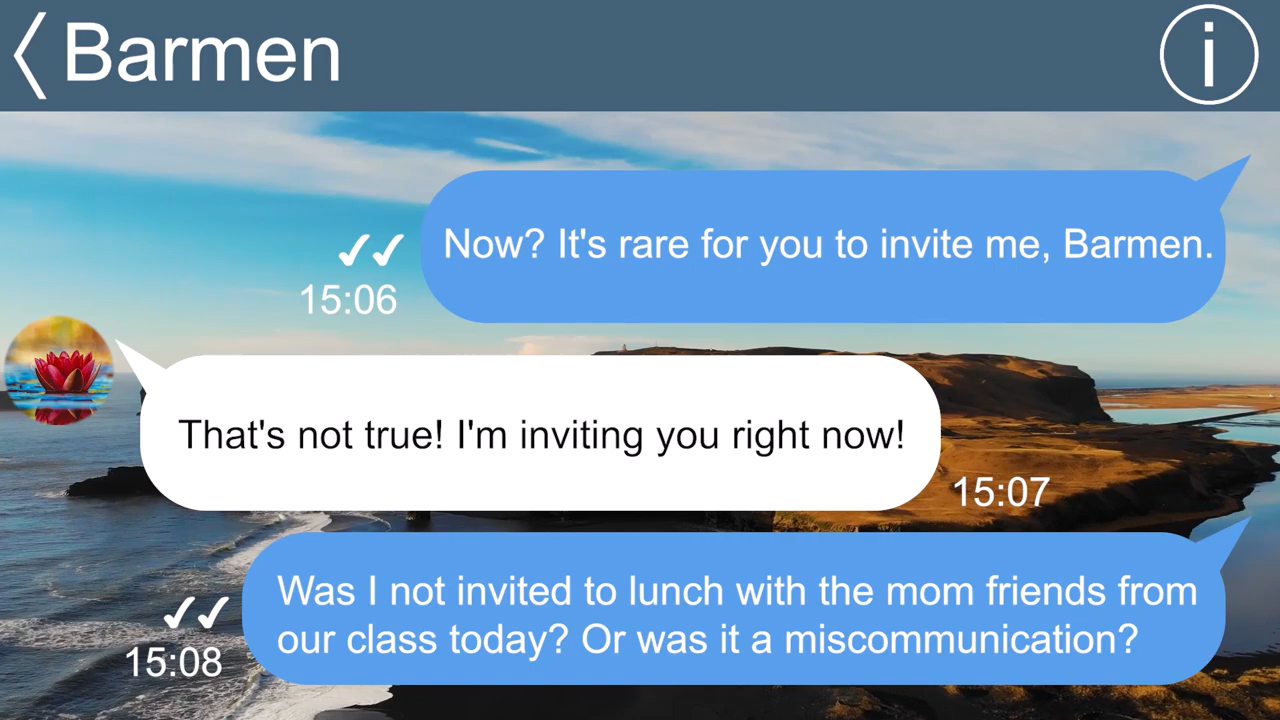 Barmen
i
Now? It's rare for you to invite me, Barmen.
15:06
That's not true! I'm inviting you right now!
15:07
Was I not invited to lunch with the mom friends from
our class today? Or was it a miscommunication?
15:08